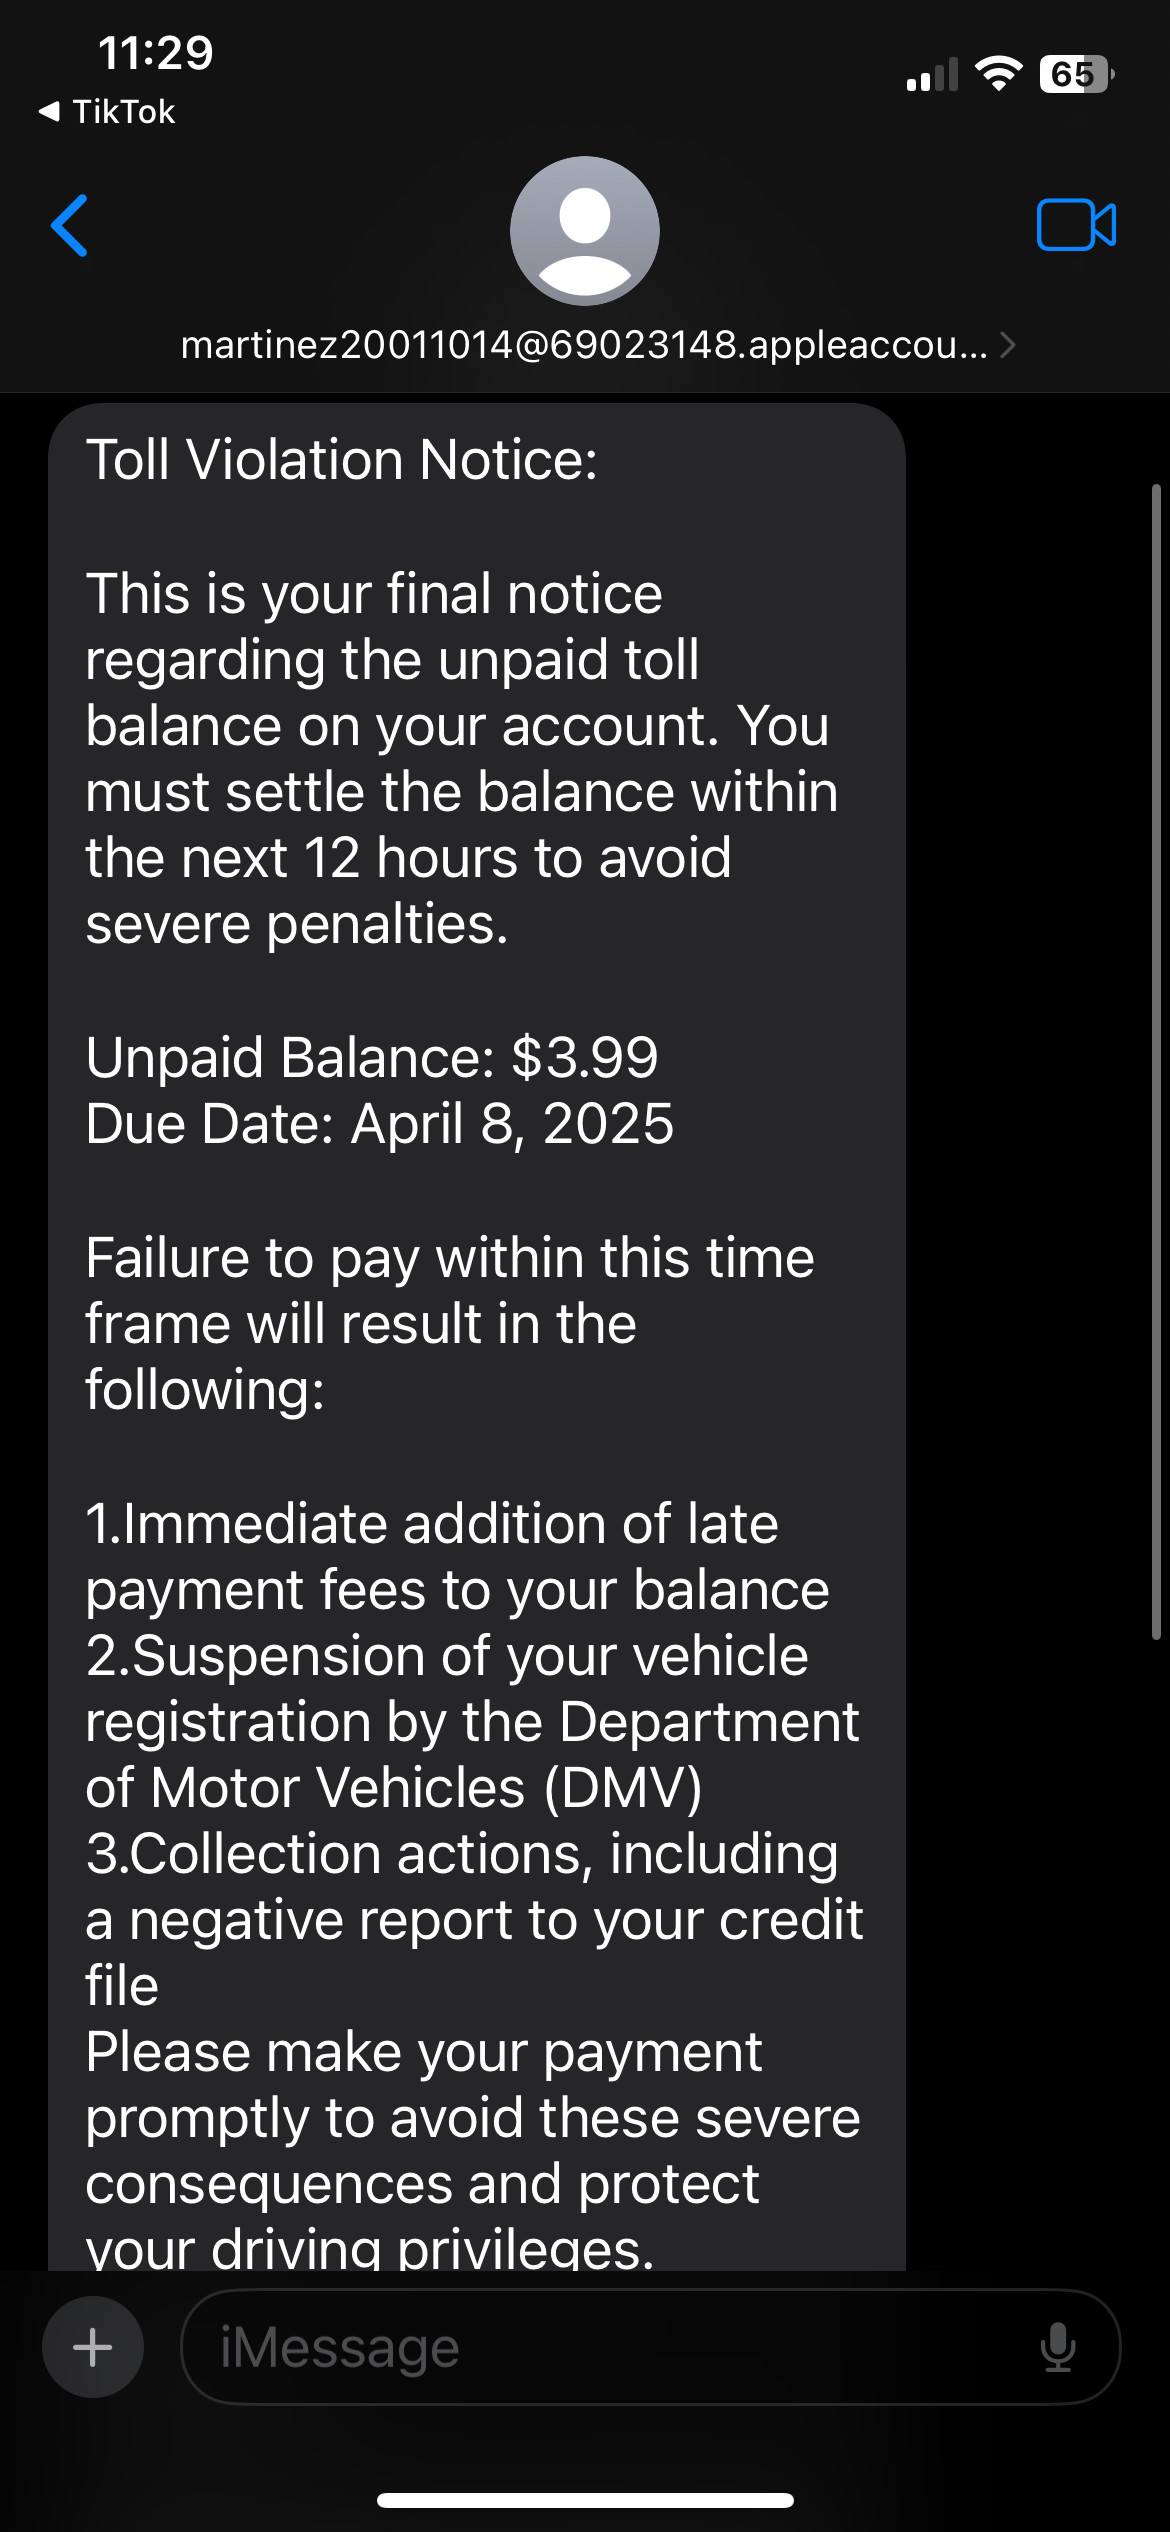 11:29
65
TikTok
martinez20011014@69023148.appleaccou...
Toll Violation Notice:
This is your final notice
regarding the unpaid toll
balance on your account. You
must settle the balance within
the next 12 hours to avoid
severe penalties.
Unpaid Balance: $3.99
Due Date: April 8, 2025
Failure to pay within this time
frame will result in the
following:
1.Immediate addition of late
payment fees to your balance
2.Suspension of your vehicle
registration by the Department
of Motor Vehicles (DMV)
3.Collection actions, including
a negative report to your credit
file
Please make your payment
promptly to avoid these severe
consequences and protect
your driving privileges.
iMessage